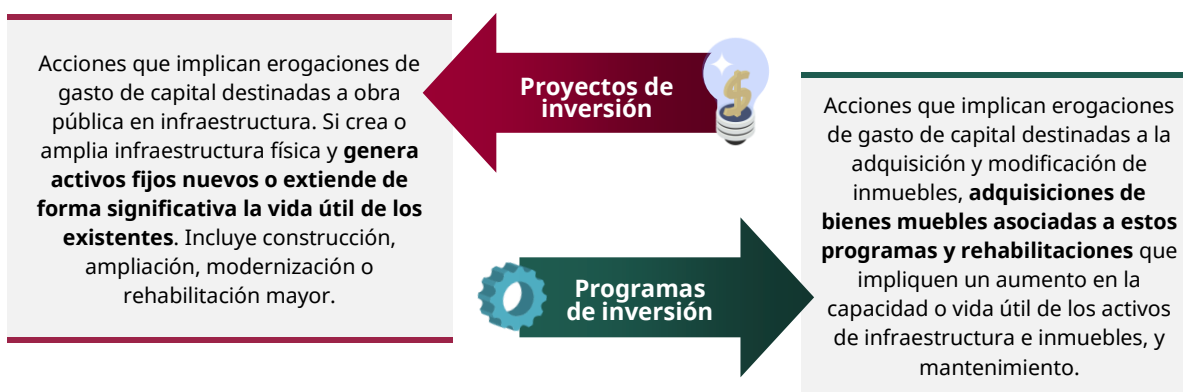 Acciones que implican erogaciones de
gasto de capital destinadas a obra
pública en infraestructura. Si crea o
amplia infraestructura física y genera
activos fijos nuevos o extiende de
forma significativa la vida útil de los
existentes. Incluye construcción,
ampliación, modernización o
rehabilitación mayor.
Proyectos de
inversión
$
Programas
de inversión
Acciones que implican erogaciones
de gasto de capital destinadas a la
adquisición y modificación de
inmuebles, adquisiciones de
bienes muebles asociadas a estos
programas y rehabilitaciones que
impliquen un aumento en la
capacidad o vida útil de los activos
de infraestructura e inmuebles, y
mantenimiento.